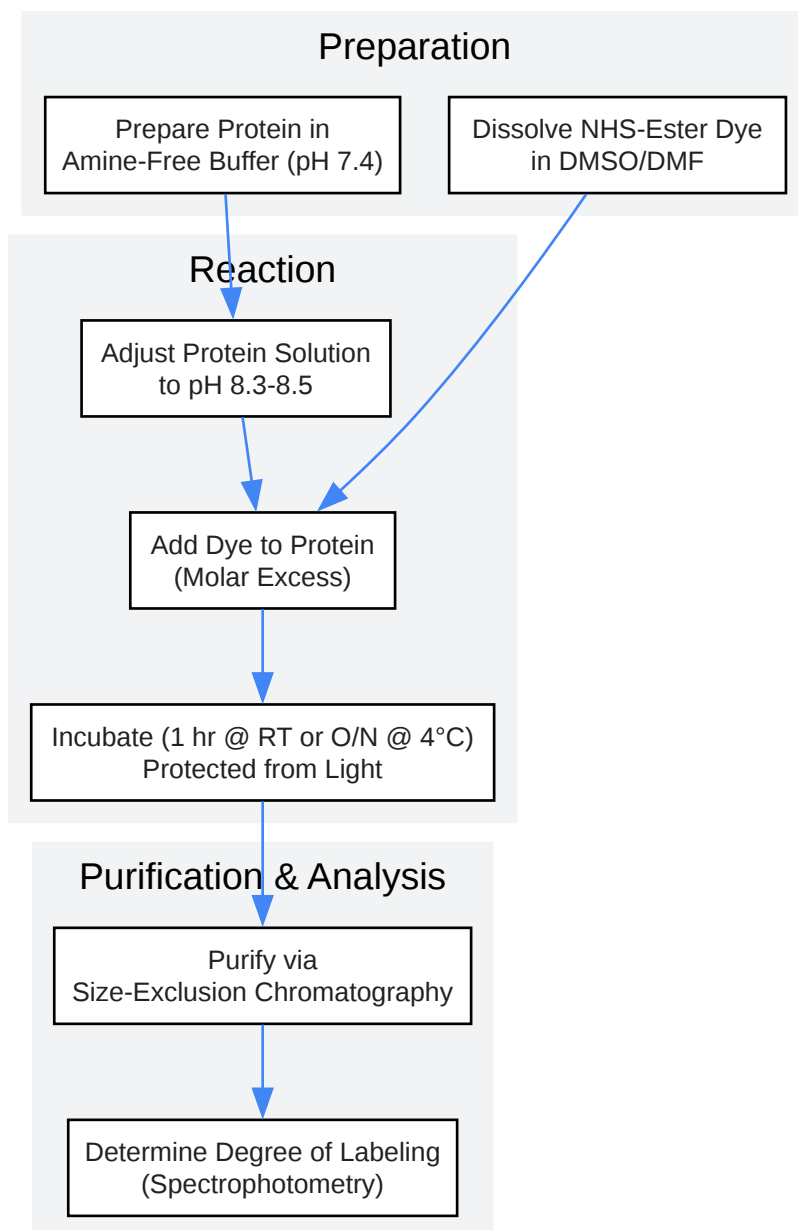 Preparation
Prepare Protein in
Amine-Free Buffer (pH 7.4)
Dissolve NHS-Ester Dye
in DMSO/DMF
Reaction
Adjust Protein Solution
to pH 8.3-8.5
Add Dye to Protein
(Molar Excess)
Incubate (1 hr @ RT or O/N @ 4°C)
Protected from Light
Purification & Analysis
Purify via
Size-Exclusion Chromatography
Determine Degree of Labeling
(Spectrophotometry)